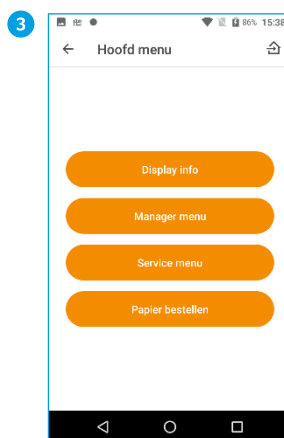 3
86% 15:38
Hoofd menu
Display info
Manager menu
Service menu
Papier bestellen